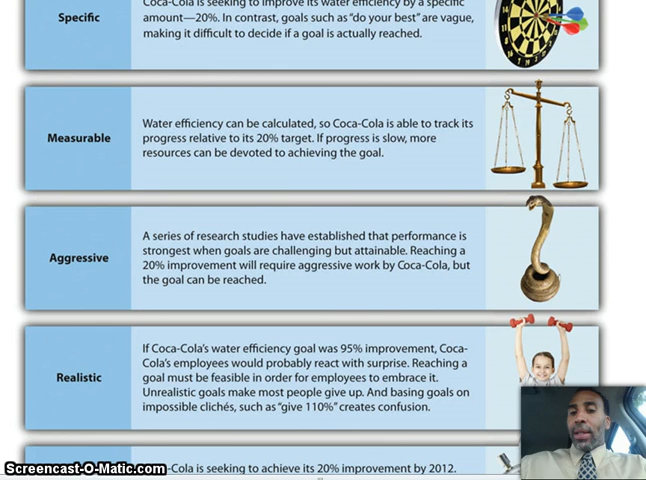 Coca-Cola is seeking to improve its water efficiency by a specific
Specific
amount—20%. In contrast, goals such as “do your best” are vague,
making it difficult to decide if a goal is actually reached.
Measurable
Water efficiency can be calculated, so Coca-Cola is able to track its
progress relative to its 20% target. If progress is slow, more
resources can be devoted to achieving the goal.
Aggressive
A series of research studies have established that performance is
strongest when goals are challenging but attainable. Reaching a
20% improvement will require aggressive work by Coca-Cola, but
the goal can be reached.
Realistic
If Coca-Cola’s water efficiency goal was 95% improvement, Coca-
Cola’s employees would probably react with surprise. Reaching a
goal must be feasible in order for employees to embrace it.
Unrealistic goals make most people give up. And basing goals on
impossible clichés, such as “give 110%” creates confusion.
-Cola is seeking to achieve its 20% improvement by 2012.
Screencast-O-Matic.com